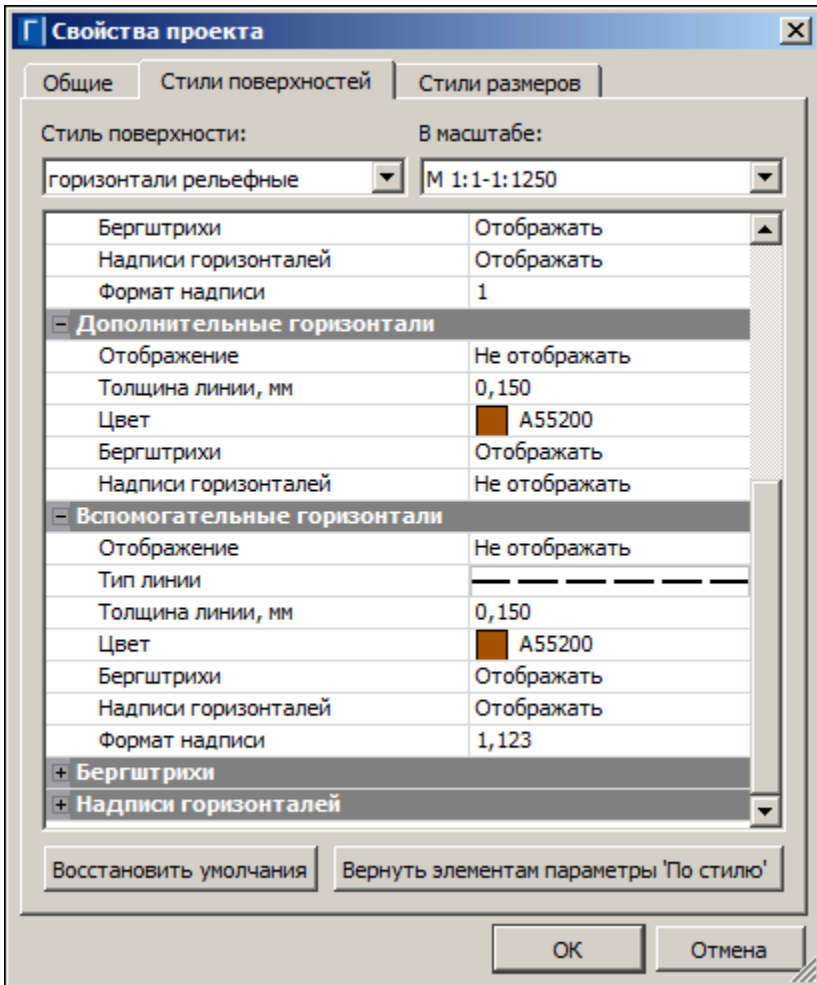 Свойства проекта
Общие Стили поверхностей Стили размеров
Стиль поверхности: В масштабе:
горизонтали рельефные М 1:1-1:1250
Бергштрихи Отображать
Надписи горизонталей Отображать
Формат надписи 1
Дополнительные горизонтали
Отображение Не отображать
Толщина линии, мм 0,150
Цвет A55200
Бергштрихи Отображать
Надписи горизонталей Не отображать
Вспомогательные горизонтали
Отображение Не отображать
Тип линии
Толщина линии, мм 0,150
Цвет A55200
Бергштрихи Отображать
Надписи горизонталей Отображать
Формат надписи 1,123
Бергштрихи
Надписи горизонталей
Восстановить умолчания Вернуть элементам параметры 'По стилю'
ОК Отмена